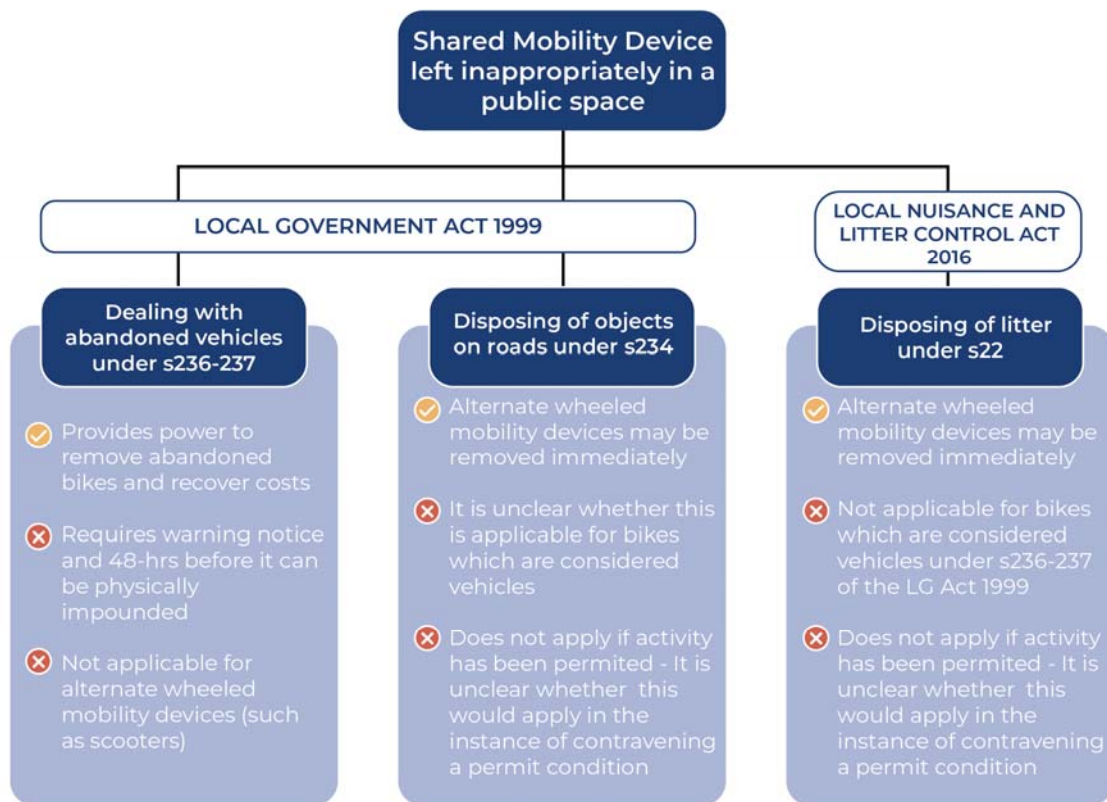 Shared Mobility Device
left inappropriately in a
public space
LOCAL GOVERNMENT ACT 1999
LOCAL NUISANCE AND
LITTER CONTROL ACT
2016
Dealing with
abandoned vehicles
under s236-237
Provides power to
remove abandoned
bikes and recover costs
Requires warning notice
and 48-hrs before it can
be physically
impounded
Not applicable for
alternate wheeled
mobility devices (such
as scooters)
Disposing of objects
on roads under s234
Alternate wheeled
mobility devices may be
removed immediately
It is unclear whether this
is applicable for bikes
which are considered
vehicles
Does not apply if activity
has been permited - It is
unclear whether this
would apply in the
instance of contravening
a permit condition
Disposing of litter
under s22
Alternate wheeled
mobility devices may be
removed immediately
Not applicable for bikes
which are considered
vehicles under s236-237
of the LG Act 1999
Does not apply if activity
has been permited - It is
unclear whether this
would apply in the
instance of contravening
a permit condition